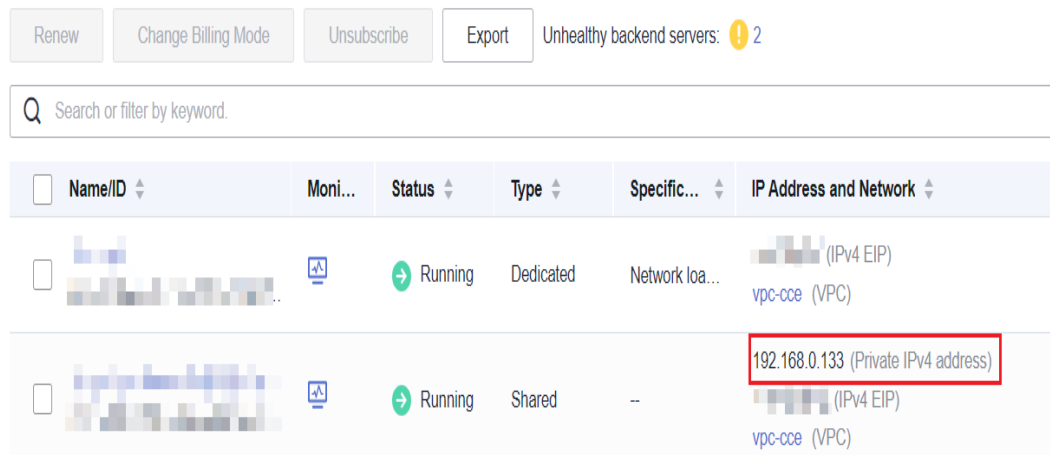 Renew Change Billing Mode Unsubscribe Export Unhealthy backend servers: 2
Search or filter by keyword.
Name/ID Moni... Status Type Specific... IP Address and Network
Running Dedicated Network loa... (IPv4 EIP)
vpc-cce (VPC)
192.168.0.133 (Private IPv4 address)
Running Shared -- (IPv4 EIP)
vpc-cce (VPC)